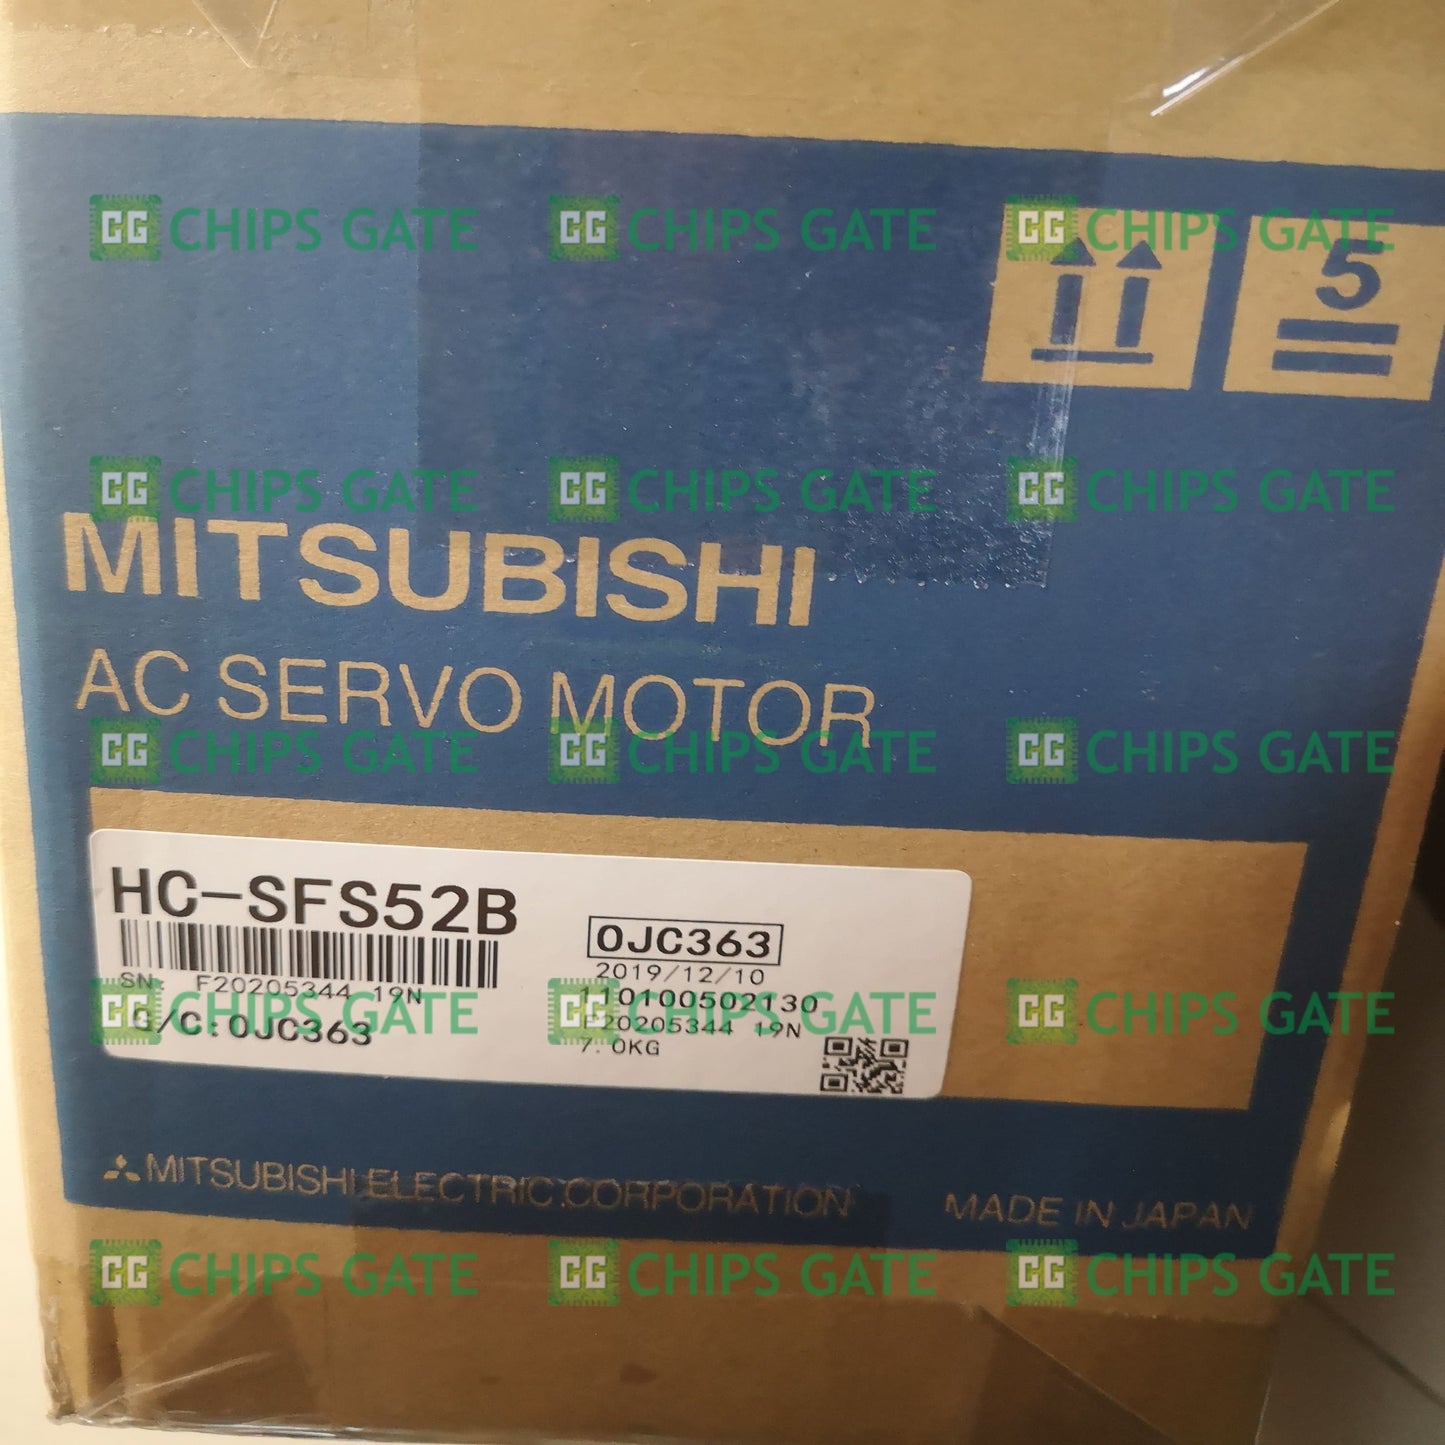 CG CHIPS GATE CG CHIPS GATE CG CHIPS GATE
5
CG CHIPS GATE CG CHIPS GATE CG CHIPS GATE
MITSUBISHI
AC SERVO MOTOR
CG CHIPS GATE CG CHIPS GATE CG CHIPS GATE
HC-SFS52B
SN. F20205344 19N
G/C:0JC363
0JC363
2019/12/10
110100502130
F20205344 19N
7.0KG
CG CHIPS GATE CG CHIPS GATE CG CHIPS GATE
MITSUBISHI ELECTRIC CORPORATION MADE IN JAPAN
CG CHIPS GATE CG CHIPS GATE CG CHIPS GATE